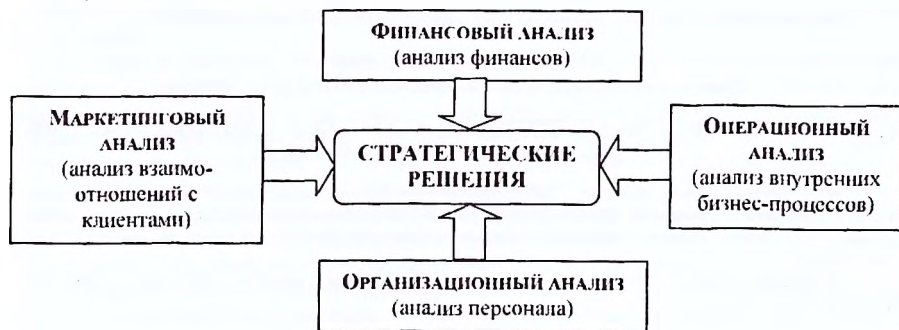 ФИНАНСОВЫЙ АНАЛИЗ
(анализ финансов)
МАРКЕТИНГОВЫЙ
АНАЛИЗ
(анализ взаимо-
отношений с
клиентами)
СТРАТЕГИЧЕСКИЕ
РЕШЕНИЯ
ОПЕРАЦИОННЫЙ
АНАЛИЗ
(анализ внутренних
бизнес-процессов)
ОРГАНИЗАЦИОННЫЙ АНАЛИЗ
(анализ персонала)